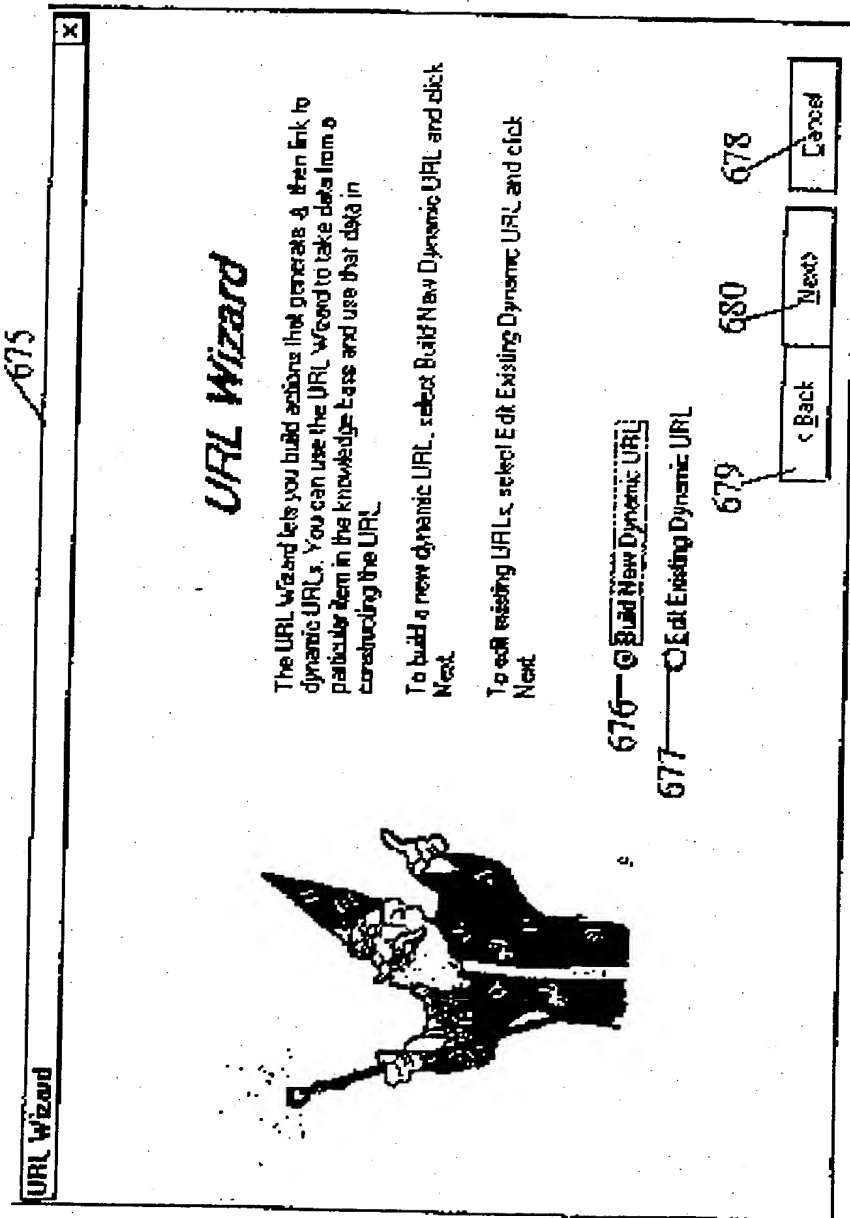 675
URL Wizard
URL Wizard
The URL Wizard lets you build actions that generate & then link to
dynamic URLs. You can use the URL Wizard to take data from a
particular item in the knowledge base and use that data in
constructing the URL.
To build a new dynamic URL, select Build New Dynamic URL and click
Next.
To edit existing URLs, select Edit Existing Dynamic URL and click
Next.
676 Build New Dynamic URL
677 Edit Existing Dynamic URL
679 680 678
< Back Next> Cancel